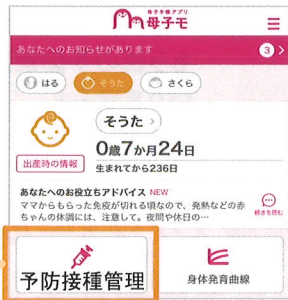 母子手帳アプリ
母子モ
あなたへのお知らせがあります 3
はる そうた さくら
そうた
0歳7か月24日
出産時の情報
生まれてから236日
あなたへのお役立ちアドバイス NEW
ママからもらった免疫が切れる頃なので、発熱などの赤
ちゃんの体調には、注意して。夜間や休日の…
続きを読む
予防接種管理
身体発育曲線